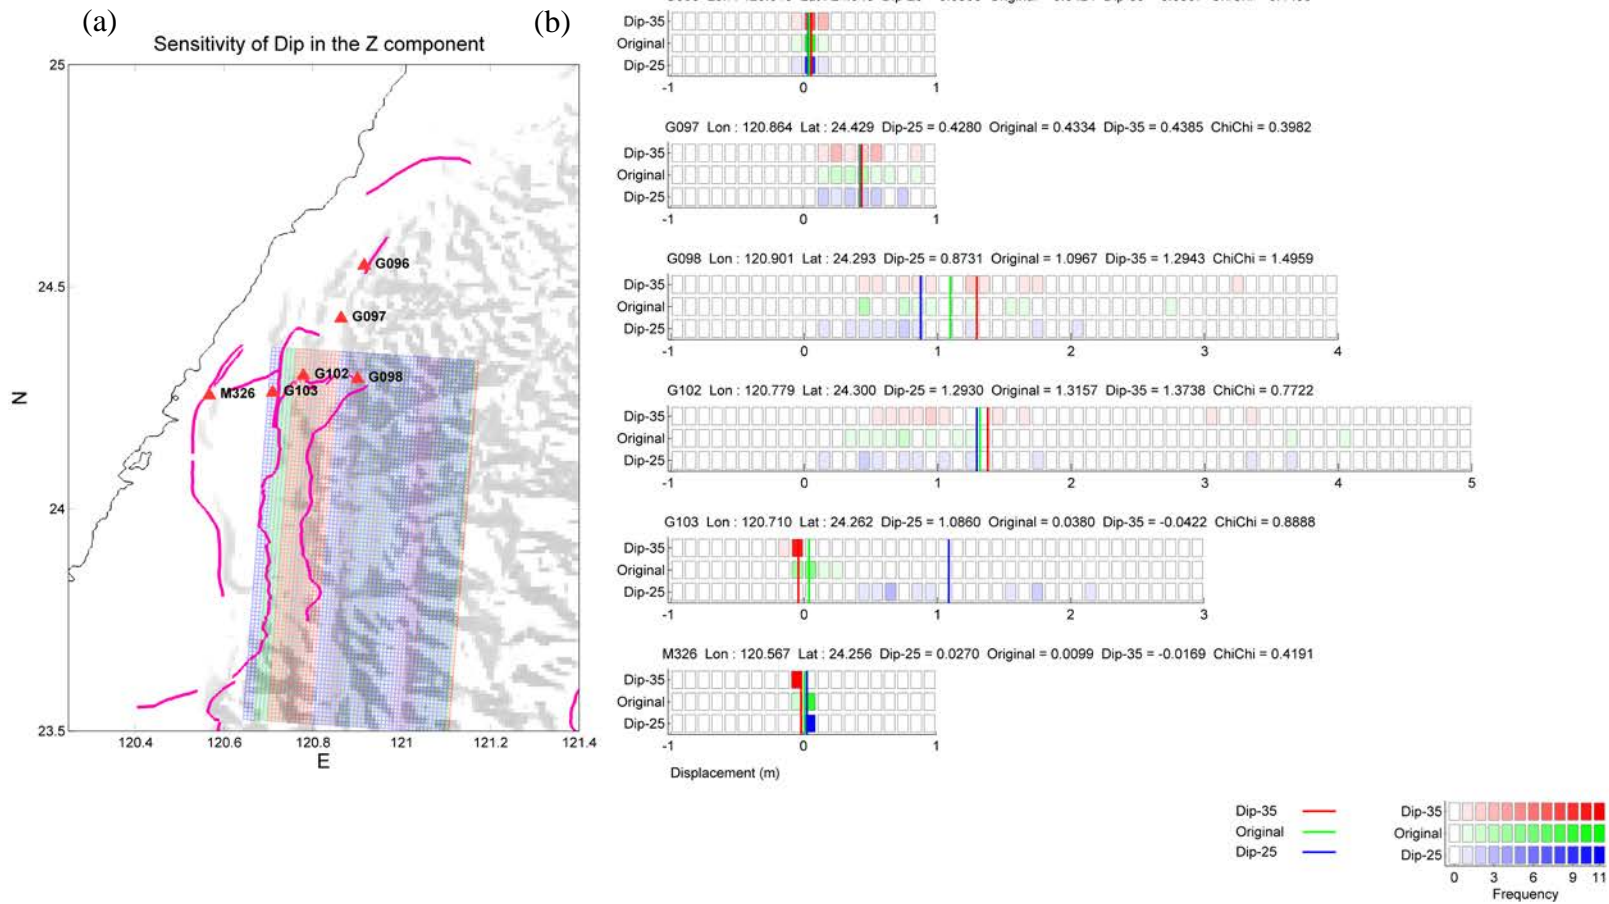 (a)
Sensitivity of Dip in the Z component
25
24.5
24
23.5
N
120.4 120.6 120.8 121 121.2 121.4
E
G096
G097
G102
G098
G103
M326
(b)
Dip-35
Original
Dip-25
-1 0 1
G097 Lon : 120.864 Lat : 24.429 Dip-25 = 0.4280 Original = 0.4334 Dip-35 = 0.4385 ChiChi = 0.3982
Dip-35
Original
Dip-25
-1 0 1
G098 Lon : 120.901 Lat : 24.293 Dip-25 = 0.8731 Original = 1.0967 Dip-35 = 1.2943 ChiChi = 1.4959
Dip-35
Original
Dip-25
-1 0 1 2 3 4
G102 Lon : 120.779 Lat : 24.300 Dip-25 = 1.2930 Original = 1.3157 Dip-35 = 1.3738 ChiChi = 0.7722
Dip-35
Original
Dip-25
-1 0 1 2 3 4 5
G103 Lon : 120.710 Lat : 24.262 Dip-25 = 1.0860 Original = 0.0380 Dip-35 = -0.0422 ChiChi = 0.8888
Dip-35
Original
Dip-25
-1 0 1 2 3
M326 Lon : 120.567 Lat : 24.256 Dip-25 = 0.0270 Original = 0.0099 Dip-35 = -0.0169 ChiChi = 0.4191
Dip-35
Original
Dip-25
-1 0 1
Displacement (m)
Dip-35
Original
Dip-25
Dip-35
Original
Dip-25
0 3 6 9 11
Frequency